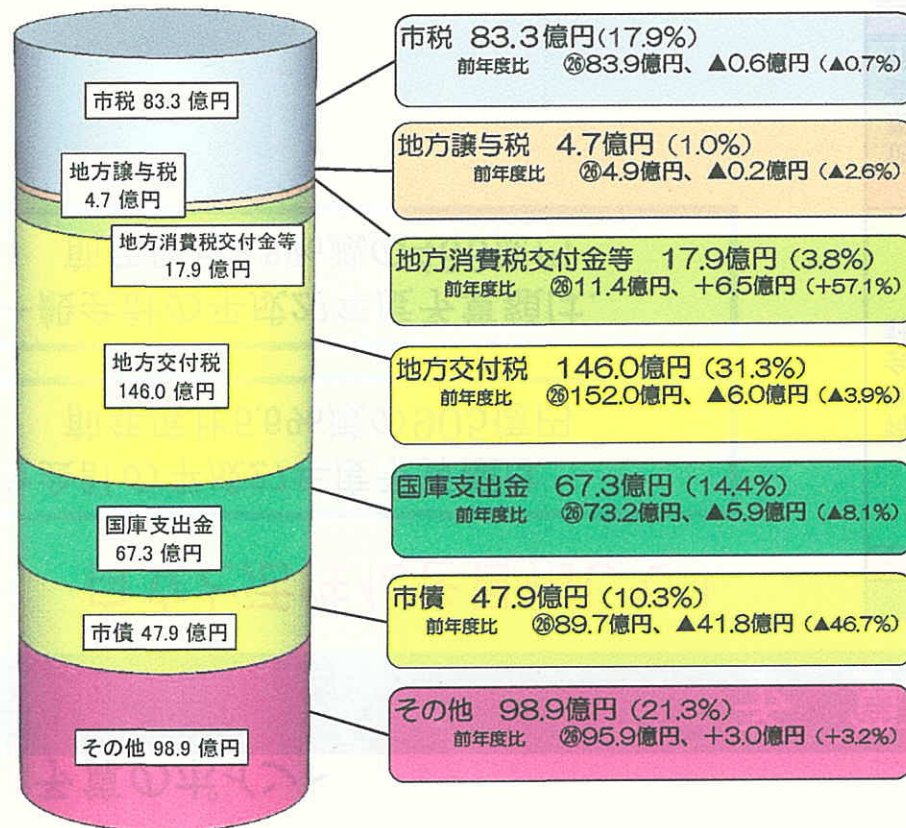 市税 83.3 億円
地方譲与税
4.7 億円
地方消費税交付金等
17.9 億円
地方交付税
146.0 億円
国庫支出金
67.3 億円
市債 47.9 億円
その他 98.9 億円
市税 83.3億円(17.9%)
前年度比 ㉖83.9億円、▲0.6億円(▲0.7%)
地方譲与税 4.7億円(1.0%)
前年度比 ㉖4.9億円、▲0.2億円(▲2.6%)
地方消費税交付金等 17.9億円(3.8%)
前年度比 ㉖11.4億円、+6.5億円(+57.1%)
地方交付税 146.0億円(31.3%)
前年度比 ㉖152.0億円、▲6.0億円(▲3.9%)
国庫支出金 67.3億円(14.4%)
前年度比 ㉖73.2億円、▲5.9億円(▲8.1%)
市債 47.9億円(10.3%)
前年度比 ㉖89.7億円、▲41.8億円(▲46.7%)
その他 98.9億円(21.3%)
前年度比 ㉖95.9億円、+3.0億円(+3.2%)